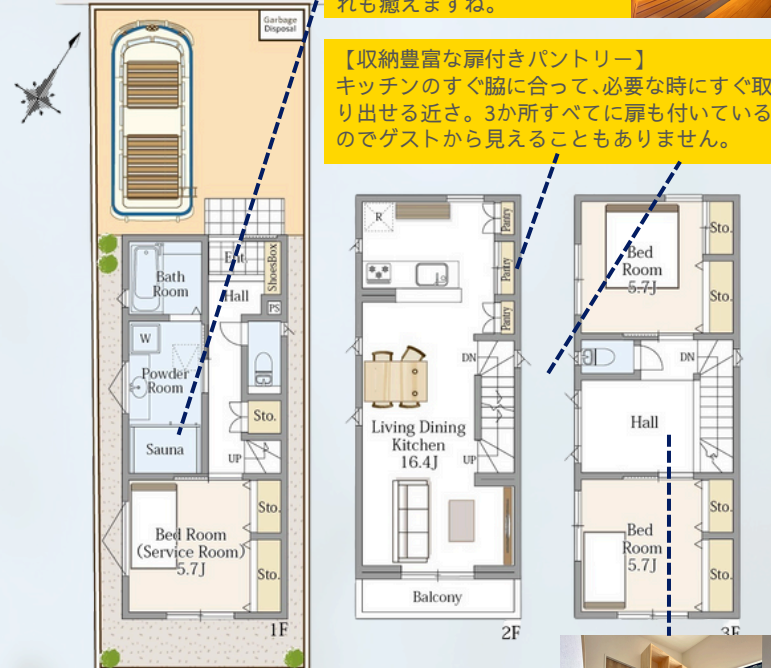 れも癒えますね。
【収納豊富な扉付きパントリー】
キッチンのすぐ脇に合って、必要な時にすぐ取
り出せる近さ。3か所すべてに扉も付いている
のでゲストから見えることもありません。
Garbage
Disposal
Bath
Room
Ent.
Hall
ShoesBox
PS
W
Powder
Room
Sauna
Sto.
UP
Bed Room
(Service Room)
5.7J
Sto.
Sto.
1F
R
Pantry
Pantry
Pantry
DN
Living Dining
Kitchen
16.4J
UP
Balcony
2F
Bed
Room
5.7J
Sto.
Sto.
DN
Hall
Bed
Room
5.7J
Sto.
Sto.
3F